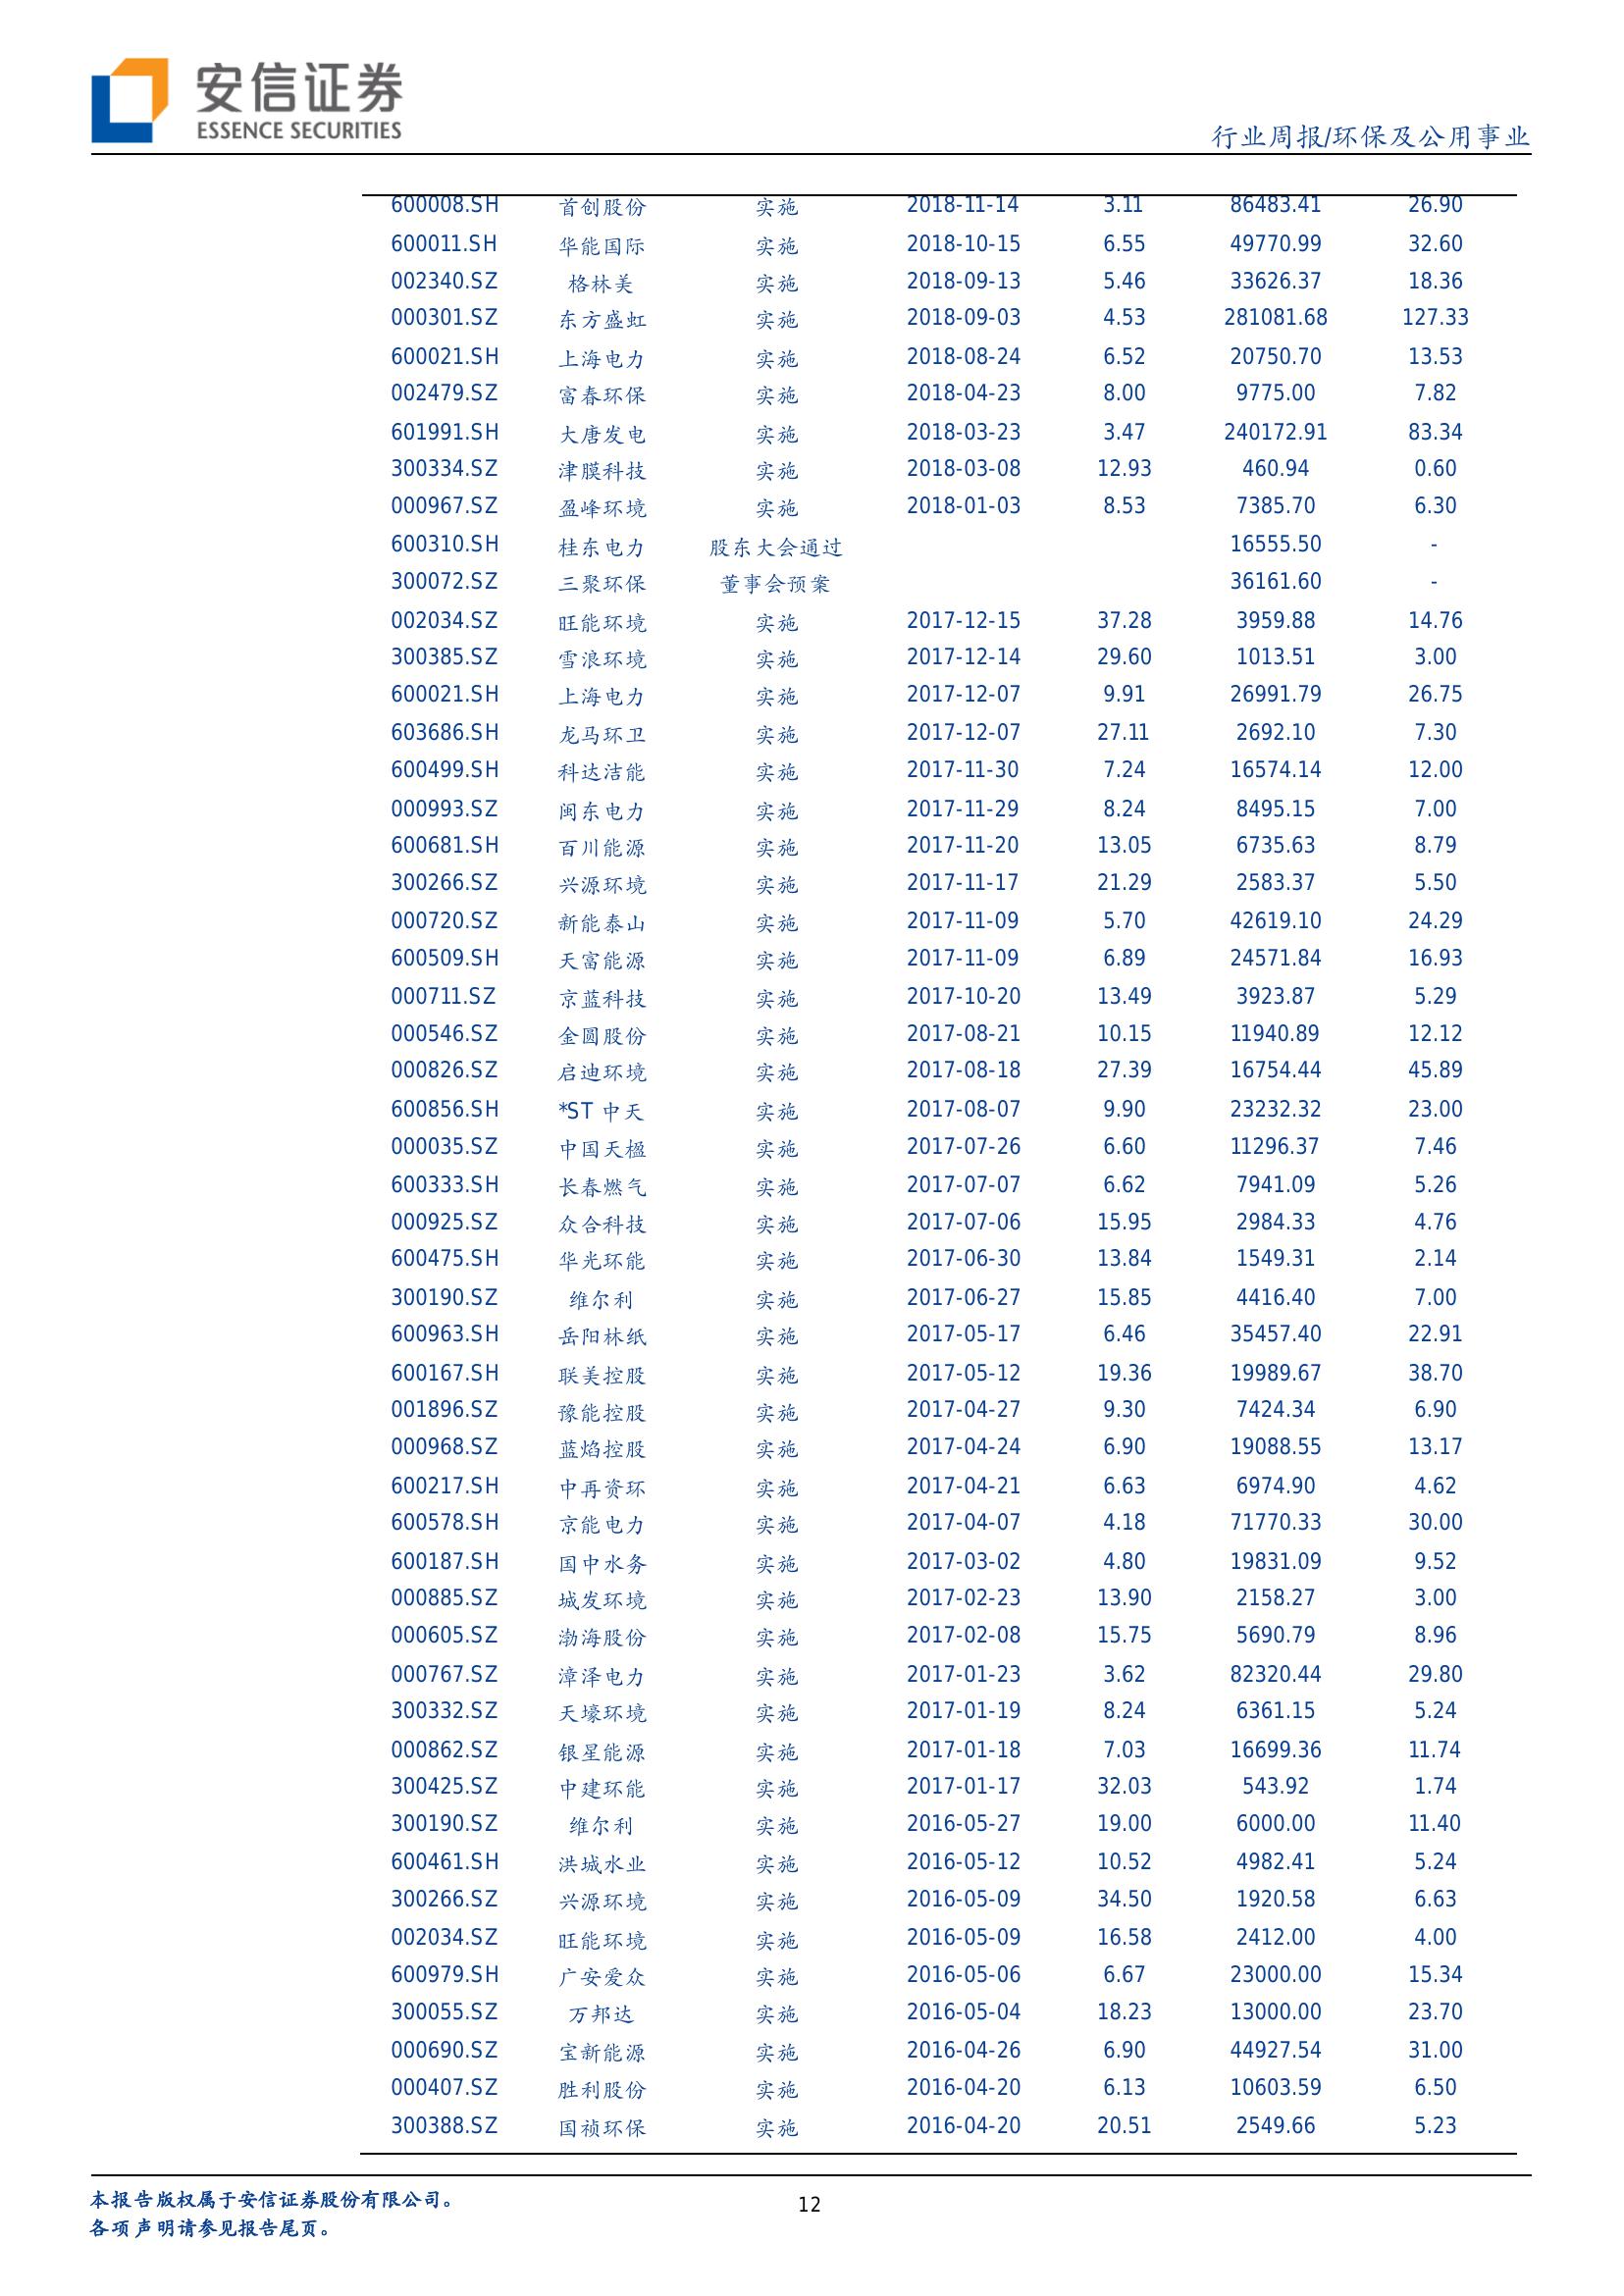 安信证券
ESSENCE SECURITIES
行业周报/环保及公用事业
600008.SH 首创股份 实施 2018-11-14 3.11 86483.41 26.90
600011.SH 华能国际 实施 2018-10-15 6.55 49770.99 32.60
002340.SZ 格林美 实施 2018-09-13 5.46 33626.37 18.36
000301.SZ 东方盛虹 实施 2018-09-03 4.53 281081.68 127.33
600021.SH 上海电力 实施 2018-08-24 6.52 20750.70 13.53
002479.SZ 富春环保 实施 2018-04-23 8.00 9775.00 7.82
601991.SH 大唐发电 实施 2018-03-23 3.47 240172.91 83.34
300334.SZ 津膜科技 实施 2018-03-08 12.93 460.94 0.60
000967.SZ 盈峰环境 实施 2018-01-03 8.53 7385.70 6.30
600310.SH 桂东电力 股东大会通过 16555.50 -
300072.SZ 三聚环保 董事会预案 36161.60 -
002034.SZ 旺能环境 实施 2017-12-15 37.28 3959.88 14.76
300385.SZ 雪浪环境 实施 2017-12-14 29.60 1013.51 3.00
600021.SH 上海电力 实施 2017-12-07 9.91 26991.79 26.75
603686.SH 龙马环卫 实施 2017-12-07 27.11 2692.10 7.30
600499.SH 科达洁能 实施 2017-11-30 7.24 16574.14 12.00
000993.SZ 闽东电力 实施 2017-11-29 8.24 8495.15 7.00
600681.SH 百川能源 实施 2017-11-20 13.05 6735.63 8.79
300266.SZ 兴源环境 实施 2017-11-17 21.29 2583.37 5.50
000720.SZ 新能泰山 实施 2017-11-09 5.70 42619.10 24.29
600509.SH 天富能源 实施 2017-11-09 6.89 24571.84 16.93
000711.SZ 京蓝科技 实施 2017-10-20 13.49 3923.87 5.29
000546.SZ 金圆股份 实施 2017-08-21 10.15 11940.89 12.12
000826.SZ 启迪环境 实施 2017-08-18 27.39 16754.44 45.89
600856.SH *ST 中天 实施 2017-08-07 9.90 23232.32 23.00
000035.SZ 中国天楹 实施 2017-07-26 6.60 11296.37 7.46
600333.SH 长春燃气 实施 2017-07-07 6.62 7941.09 5.26
000925.SZ 众合科技 实施 2017-07-06 15.95 2984.33 4.76
600475.SH 华光环能 实施 2017-06-30 13.84 1549.31 2.14
300190.SZ 维尔利 实施 2017-06-27 15.85 4416.40 7.00
600963.SH 岳阳林纸 实施 2017-05-17 6.46 35457.40 22.91
600167.SH 联美控股 实施 2017-05-12 19.36 19989.67 38.70
001896.SZ 豫能控股 实施 2017-04-27 9.30 7424.34 6.90
000968.SZ 蓝焰控股 实施 2017-04-24 6.90 19088.55 13.17
600217.SH 中再资环 实施 2017-04-21 6.63 6974.90 4.62
600578.SH 京能电力 实施 2017-04-07 4.18 71770.33 30.00
600187.SH 国中水务 实施 2017-03-02 4.80 19831.09 9.52
000885.SZ 城发环境 实施 2017-02-23 13.90 2158.27 3.00
000605.SZ 渤海股份 实施 2017-02-08 15.75 5690.79 8.96
000767.SZ 漳泽电力 实施 2017-01-23 3.62 82320.44 29.80
300332.SZ 天壕环境 实施 2017-01-19 8.24 6361.15 5.24
000862.SZ 银星能源 实施 2017-01-18 7.03 16699.36 11.74
300425.SZ 中建环能 实施 2017-01-17 32.03 543.92 1.74
300190.SZ 维尔利 实施 2016-05-27 19.00 6000.00 11.40
600461.SH 洪城水业 实施 2016-05-12 10.52 4982.41 5.24
300266.SZ 兴源环境 实施 2016-05-09 34.50 1920.58 6.63
002034.SZ 旺能环境 实施 2016-05-09 16.58 2412.00 4.00
600979.SH 广安爱众 实施 2016-05-06 6.67 23000.00 15.34
300055.SZ 万邦达 实施 2016-05-04 18.23 13000.00 23.70
000690.SZ 宝新能源 实施 2016-04-26 6.90 44927.54 31.00
000407.SZ 胜利股份 实施 2016-04-20 6.13 10603.59 6.50
300388.SZ 国祯环保 实施 2016-04-20 20.51 2549.66 5.23
本报告版权属于安信证券股份有限公司。
各项声明请参见报告尾页。
12